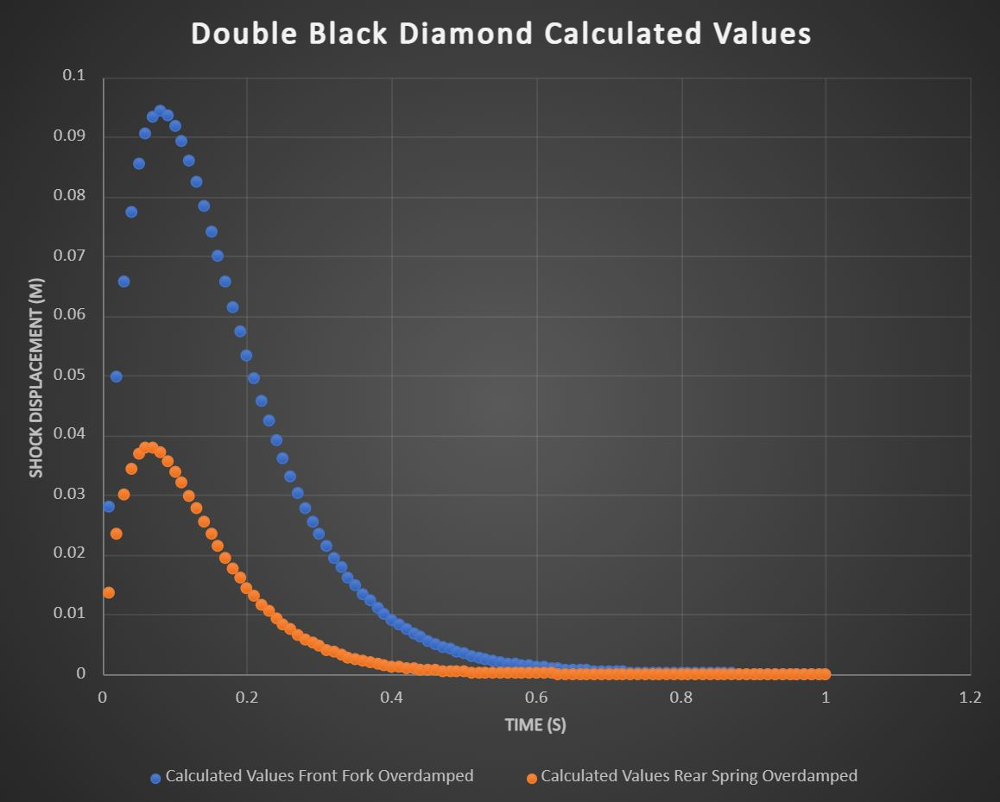 Double Black Diamond Calculated Values
0.1
0.09
0.08
0.07
0.06
0.05
0.04
0.03
0.02
0.01
0
SHOCK DISPLACEMENT (M)
0 0.2 0.4 0.6 0.8 1 1.2
TIME (S)
Calculated Values Front Fork Overdamped Calculated Values Rear Spring Overdamped